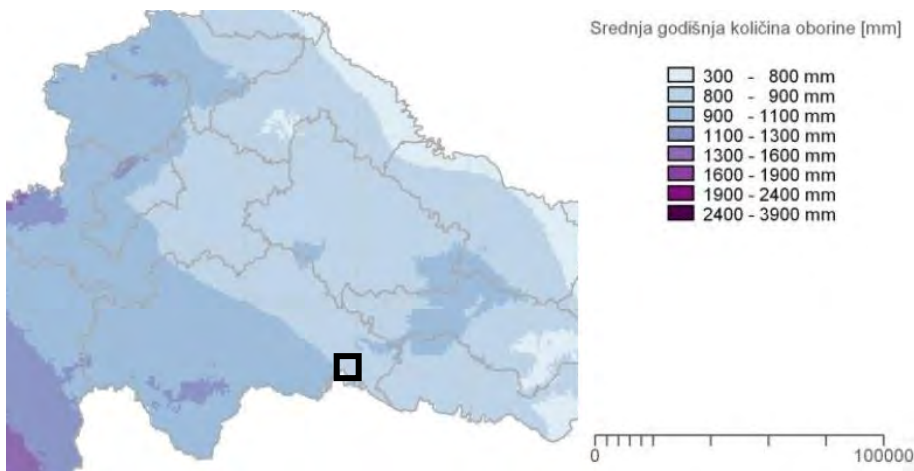 Srednja godišnja količina oborine [mm]
300 - 800 mm
800 - 900 mm
900 - 1100 mm
1100 - 1300 mm
1300 - 1600 mm
1600 - 1900 mm
1900 - 2400 mm
2400 - 3900 mm
0 100000